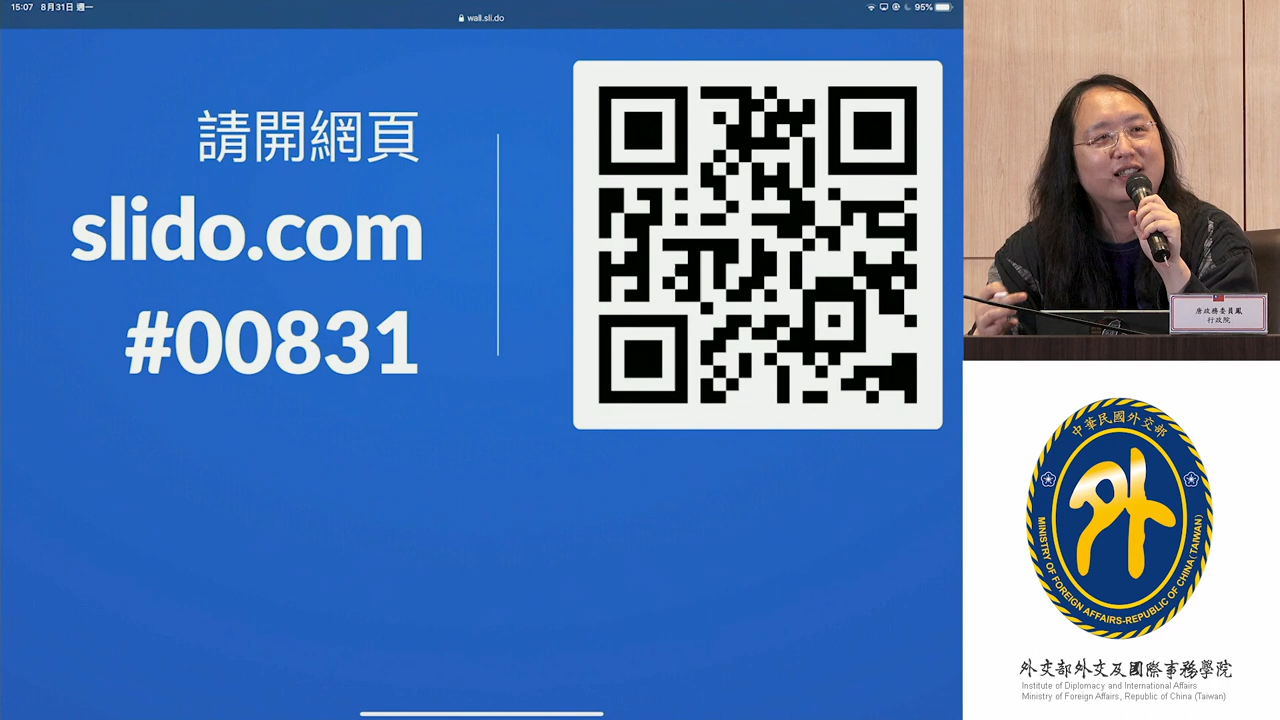 15:07 8月31日 週一
wall.sli.do
95%
請開網頁
slido.com
#00831
唐政務委員鳳
行政院
中華民國外交部
外
MINISTRY OF FOREIGN AFFAIRS-REPUBLIC OF CHINA(TAIWAN)
外交部外交及國際事務學院
Institute of Diplomacy and International Affairs
Ministry of Foreign Affairs, Republic of China (Taiwan)